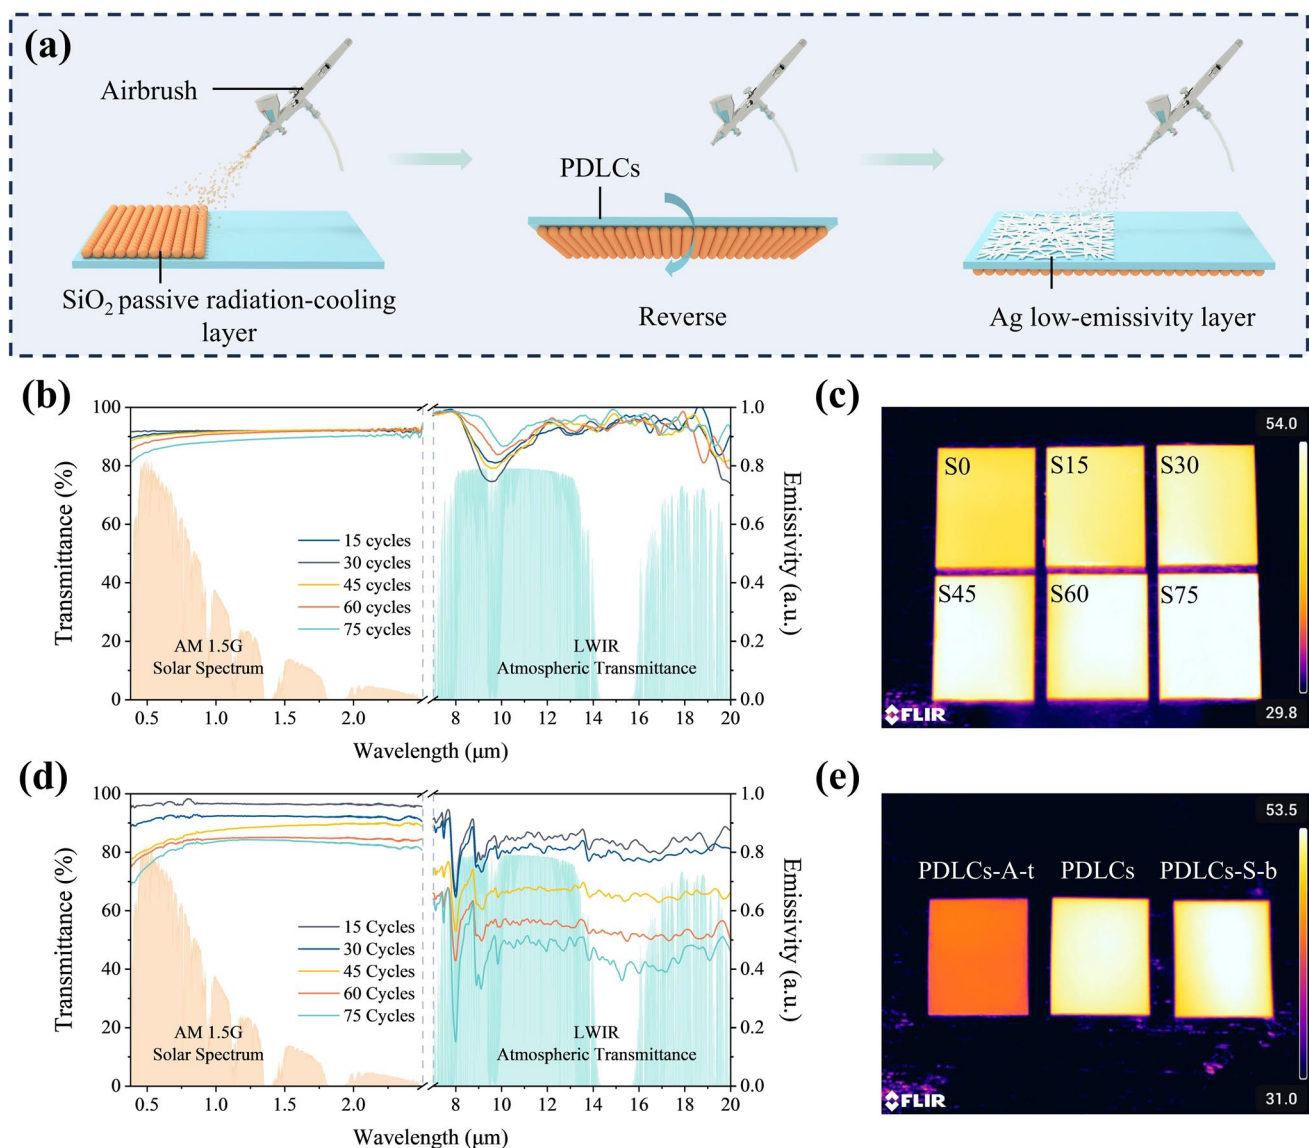 (a)
Airbrush
PDLCs
SiO₂ passive radiation-cooling
layer
Reverse
Ag low-emissivity layer
(b)
100
80
60
40
20
0
Transmittance (%)
1.0
0.8
0.6
0.4
0.2
0.0
Emissivity (a.u.)
15 cycles
30 cycles
45 cycles
60 cycles
75 cycles
AM 1.5G
Solar Spectrum
LWIR
Atmospheric Transmittance
0.5 1.0 1.5 2.0 8 10 12 14 16 18 20
Wavelength (μm)
(c)
54.0
S0 S15 S30
S45 S60 S75
FLIR
29.8
(d)
100
80
60
40
20
0
Transmittance (%)
1.0
0.8
0.6
0.4
0.2
0.0
Emissivity (a.u.)
15 Cycles
30 Cycles
45 Cycles
60 Cycles
75 Cycles
AM 1.5G
Solar Spectrum
LWIR
Atmospheric Transmittance
0.5 1.0 1.5 2.0 8 10 12 14 16 18 20
Wavelength (μm)
(e)
53.5
PDLCs-A-t PDLCs PDLCs-S-b
FLIR
31.0